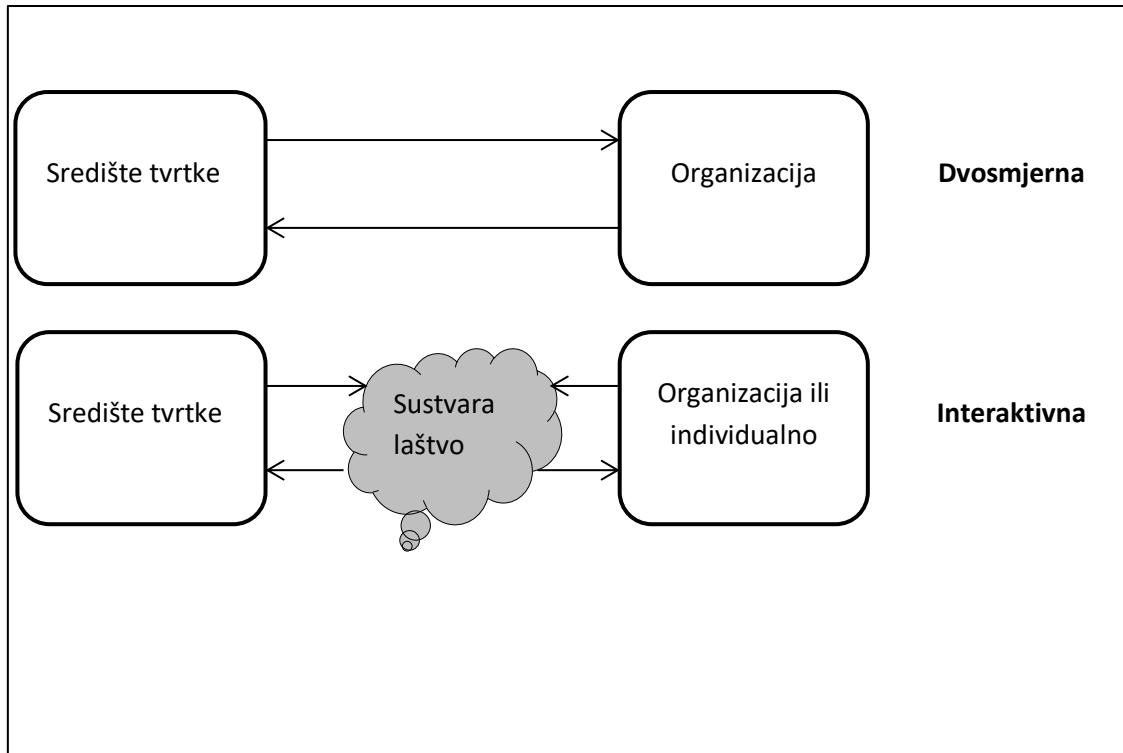 Središte tvrtke
Organizacija
Dvosmjerna
Središte tvrtke
Sustvara
laštvo
Organizacija ili
individualno
Interaktivna